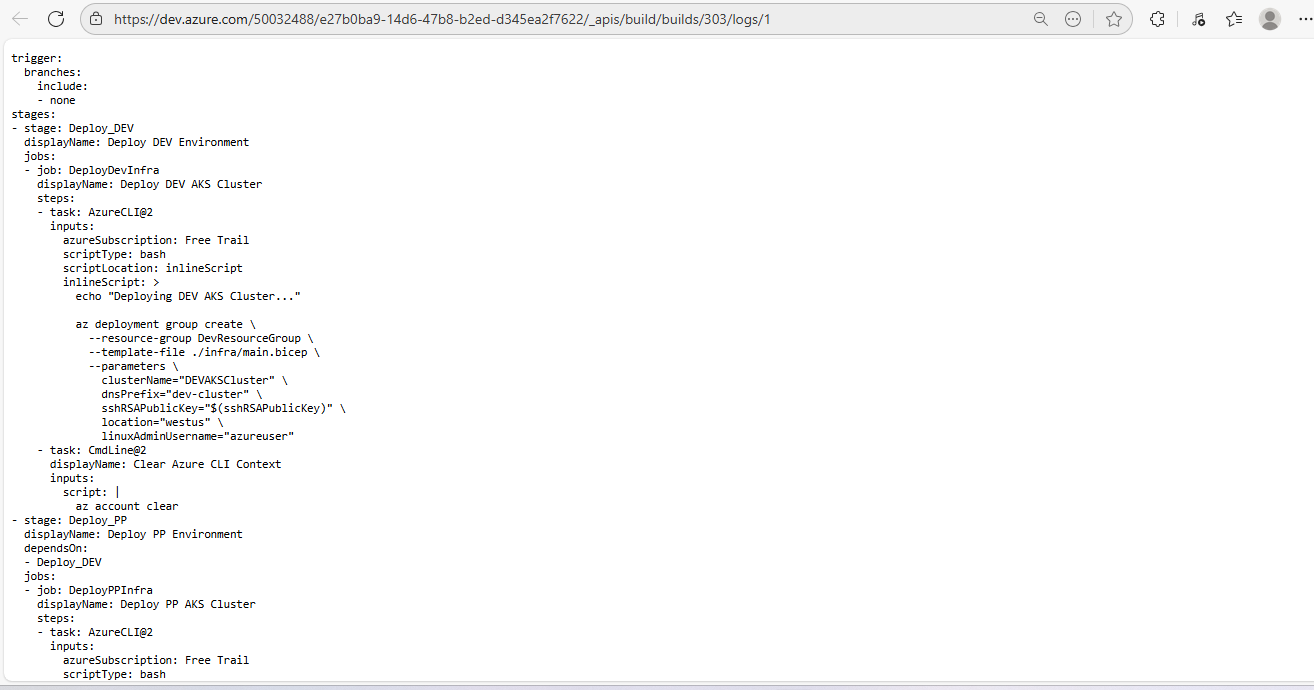 https://dev.azure.com/50032488/e27b0ba9-14d6-47b8-b2ed-d345ea2f7622/_apis/build/builds/303/logs/1
trigger:
  branches:
    include:
    - none
stages:
- stage: Deploy_DEV
  displayName: Deploy DEV Environment
  jobs:
  - job: DeployDevInfra
    displayName: Deploy DEV AKS Cluster
    steps:
    - task: AzureCLI@2
      inputs:
        azureSubscription: Free Trail
        scriptType: bash
        scriptLocation: inlineScript
        inlineScript: >
          echo "Deploying DEV AKS Cluster..."

          az deployment group create \
            --resource-group DevResourceGroup \
            --template-file ./infra/main.bicep \
            --parameters \
              clusterName="DEVAKSCluster" \
              dnsPrefix="dev-cluster" \
              sshRSAPublicKey="$(sshRSAPublicKey)" \
              location="westus" \
              linuxAdminUsername="azureuser"
    - task: CmdLine@2
      displayName: Clear Azure CLI Context
      inputs:
        script: |
          az account clear
- stage: Deploy_PP
  displayName: Deploy PP Environment
  dependsOn:
  - Deploy_DEV
  jobs:
  - job: DeployPPInfra
    displayName: Deploy PP AKS Cluster
    steps:
    - task: AzureCLI@2
      inputs:
        azureSubscription: Free Trail
        scriptType: bash